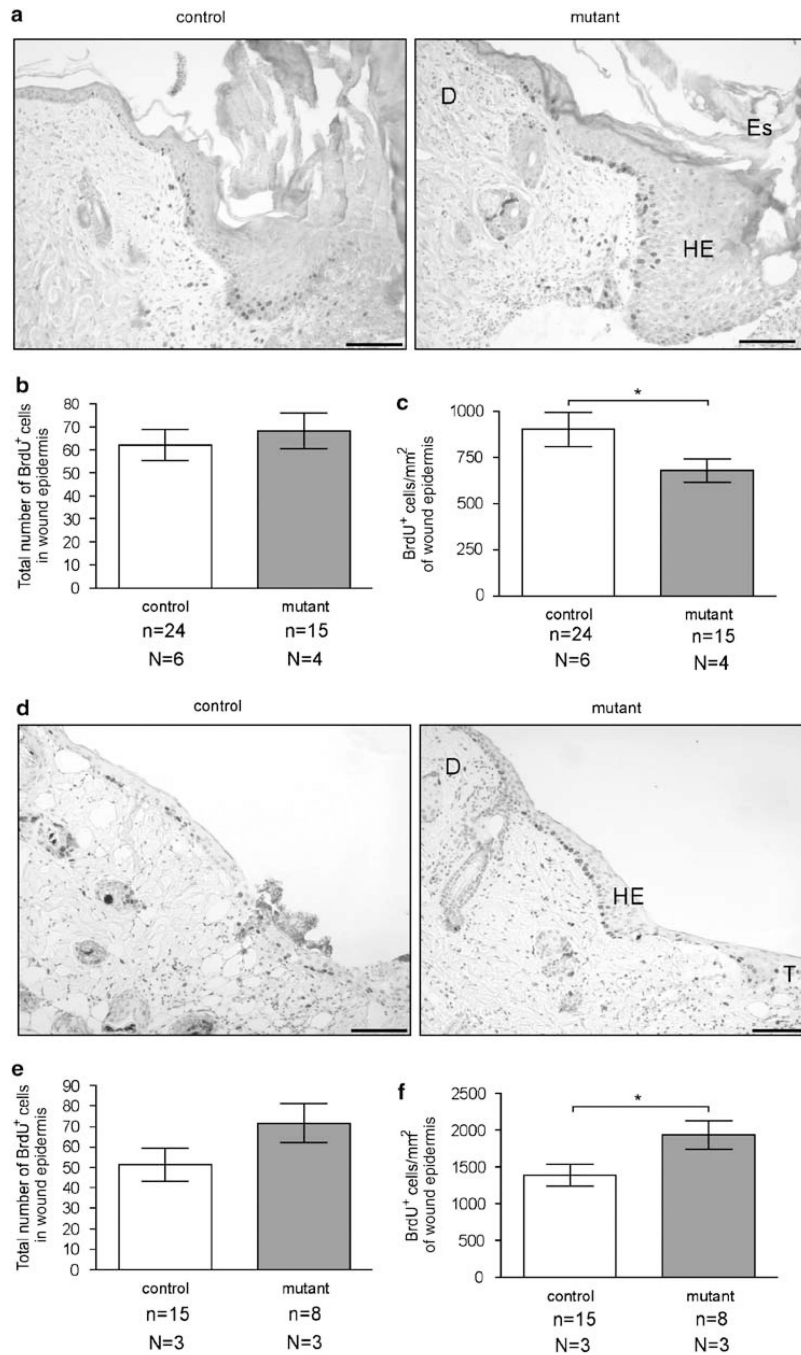 a
control
mutant
D
Es
HE
b
Total number of BrdU⁺ cells
in wound epidermis
80
70
60
50
40
30
20
10
0
control
mutant
n=24
n=15
N=6
N=4
c
BrdU⁺ cells/mm²
of wound epidermis
1000
750
500
250
0
*
control
mutant
n=24
n=15
N=6
N=4
d
control
mutant
D
HE
T
e
Total number of BrdU⁺ cells
in wound epidermis
90
80
70
60
50
40
30
20
10
0
control
mutant
n=15
n=8
N=3
N=3
f
BrdU⁺ cells/mm²
of wound epidermis
2500
2000
1500
1000
500
0
*
control
mutant
n=15
n=8
N=3
N=3